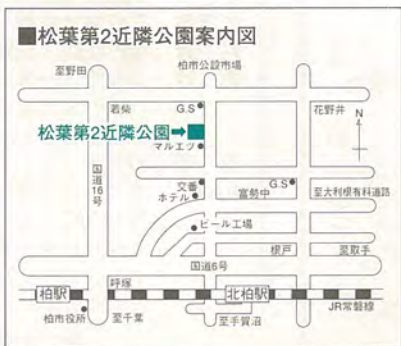 ■松葉第2近隣公園案内図
至野田
柏市公設市場
若柴
G.S
花野井
N
松葉第2近隣公園➡■
マルエツ
国道16号
交番
ホテル
G.S
富勢中
至大利根有料道路
ビール工場
根戸
至取手
国道6号
呼塚
柏駅
北柏駅
柏市役所
至千葉
至手賀沼
JR常磐線